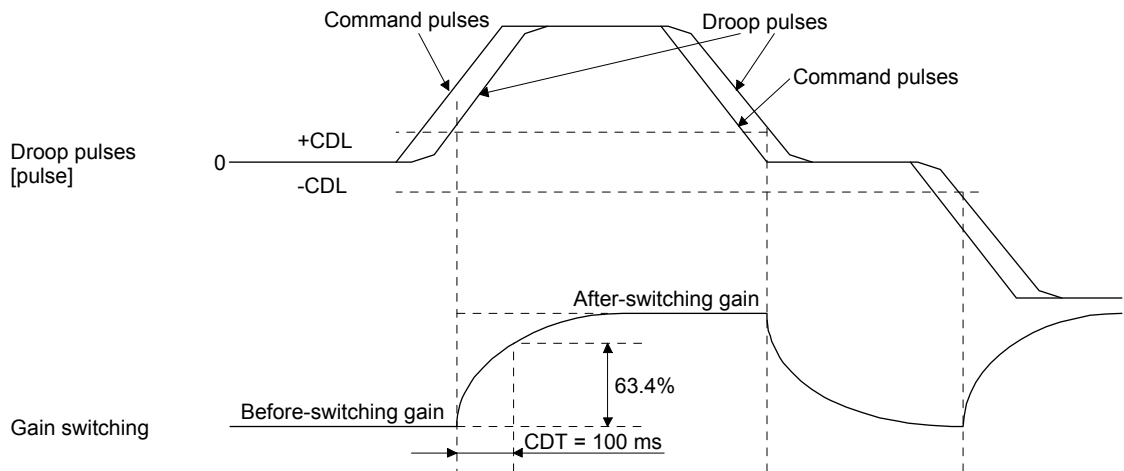 Command pulses
Droop pulses
Command pulses
+CDL
Droop pulses
[pulse]
0
-CDL
After-switching gain
63.4%
Before-switching gain
Gain switching
CDT = 100 ms